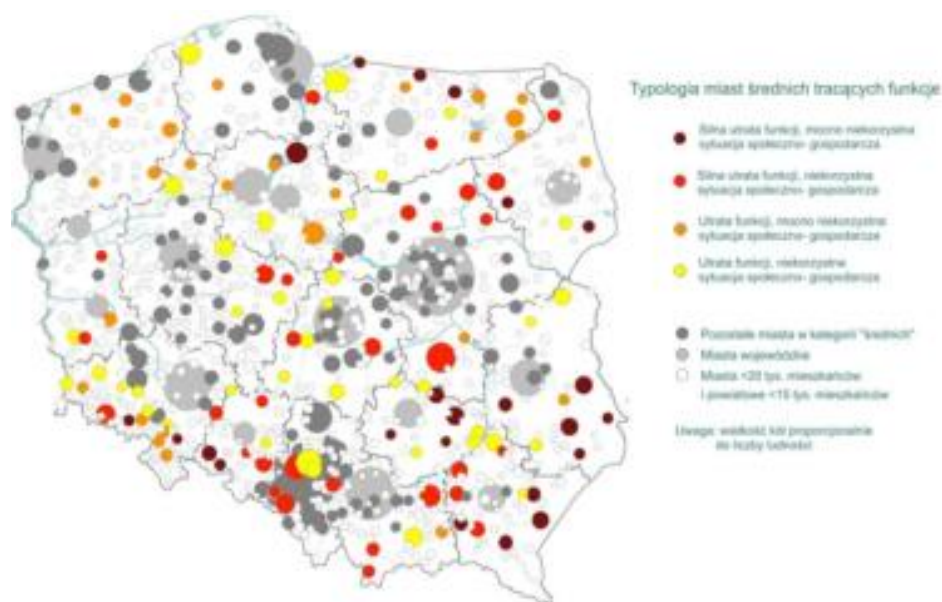 Typologia miast średnich tracących funkcje
Silna utrata funkcji, mocno niekorzystna
sytuacja społeczno- gospodarcza
Silna utrata funkcji, niekorzystna
sytuacja społeczno- gospodarcza
Utrata funkcji, mocno niekorzystna
sytuacja społeczno- gospodarcza
Utrata funkcji, niekorzystna
sytuacja społeczno- gospodarcza
Pozostałe miasta w kategorii "średnich"
Miasta wojewódzkie
Miasta <20 tys. mieszkańców
i powiatowe <15 tys. mieszkańców
Uwaga: wielkość kół proporcjonalnie
do liczby ludności